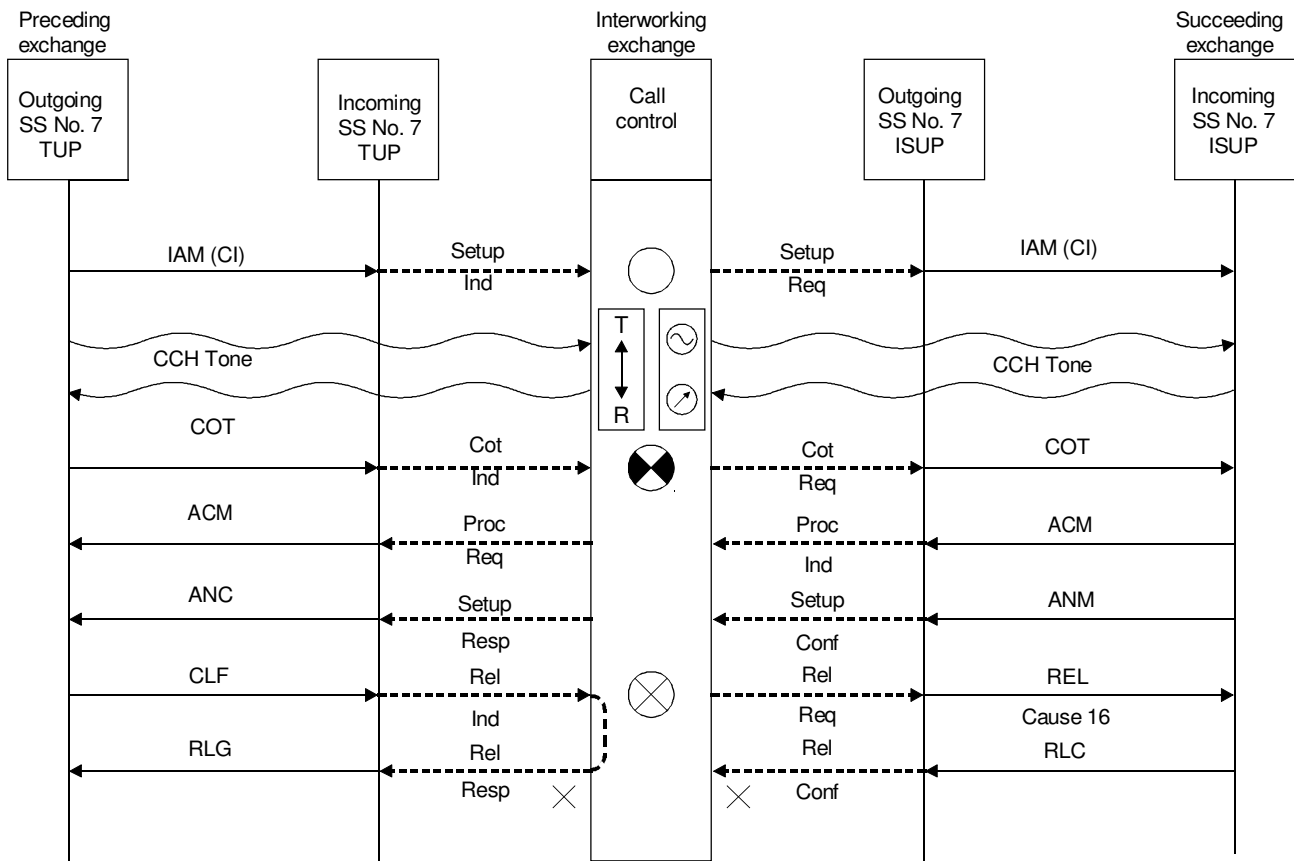 Preceding
exchange
Interworking
exchange
Succeeding
exchange
Outgoing
SS No. 7
TUP
Incoming
SS No. 7
TUP
Call
control
Outgoing
SS No. 7
ISUP
Incoming
SS No. 7
ISUP
IAM (CI)
Setup
Ind
Setup
Req
IAM (CI)
T
R
CCH Tone
CCH Tone
COT
Cot
Ind
Cot
Req
COT
ACM
Proc
Req
Proc
Ind
ACM
ANC
Setup
Resp
Setup
Conf
ANM
CLF
Rel
Ind
Rel
Req
REL
Cause 16
RLG
Rel
Resp
Rel
Conf
RLC